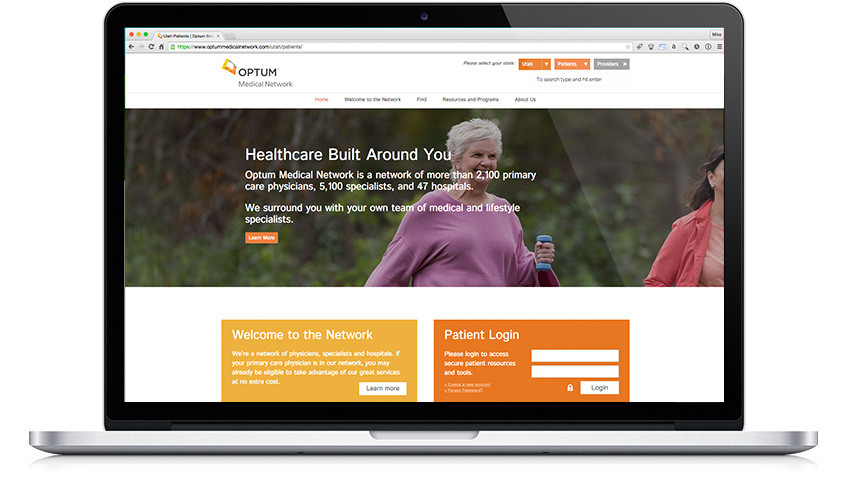 Utah Patients | Optum Med
Mike
https://www.optummedicalnetwork.com/utah/patients/
OPTUM
Medical Network
Please select your state:
Utah
Patients
Providers
To search type and hit enter
Home
Welcome to the Network
Find
Resources and Programs
About Us
Healthcare Built Around You
Optum Medical Network is a network of more than 2,100 primary
care physicians, 5,100 specialists, and 47 hospitals.
We surround you with your own team of medical and lifestyle
specialists.
Learn More
Welcome to the Network
We're a network of physicians, specialists and hospitals. If
your primary care physician is in our network, you may
already be eligible to take advantage of our great services
at no extra cost.
Learn more
Patient Login
Please login to access
secure patient resources
and tools.
> Create a new account
> Forgot Password?
Login